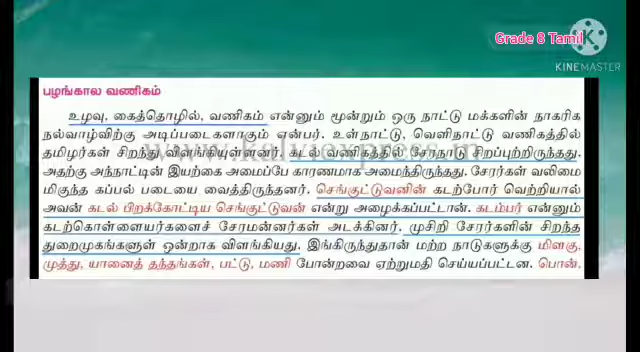 Grade 8 Tamil
KINEMASTER
பழங்கால வணிகம்
உழவு, கைத்தொழில், வணிகம் என்னும் மூன்றும் ஒரு நாட்டு மக்களின் நாகரிக
நல்வாழ்விற்கு அடிப்படைகளாகும் என்பர். உள்நாட்டு, வெளிநாட்டு வணிகத்தில்
தமிழர்கள் சிறந்து விளங்கியுள்ளனர். கடல் வணிகத்தில் சேரநாடு சிறப்புற்றிருந்தது.
அதற்கு அந்நாட்டின் இயற்கை அமைப்பே காரணமாக அமைந்திருந்தது. சேரர்கள் வலிமை
மிகுந்த கப்பல் படையை வைத்திருந்தனர். செங்குட்டுவனின் கடற்போர் வெற்றியால்
அவன் கடல் பிறக்கோட்டிய செங்குட்டுவன் என்று அழைக்கப்பட்டான். கடம்பர் என்னும்
கடற்கொள்ளையர்களைச் சேரமன்னர்கள் அடக்கினர். முசிறி சேரர்களின் சிறந்த
துறைமுகங்களுள் ஒன்றாக விளங்கியது. இங்கிருந்துதான் மற்ற நாடுகளுக்கு மிளகு,
முத்து, யானைத் தந்தங்கள், பட்டு, மணி போன்றவை ஏற்றுமதி செய்யப்பட்டன. பொன்,
www.kalviexpress.in